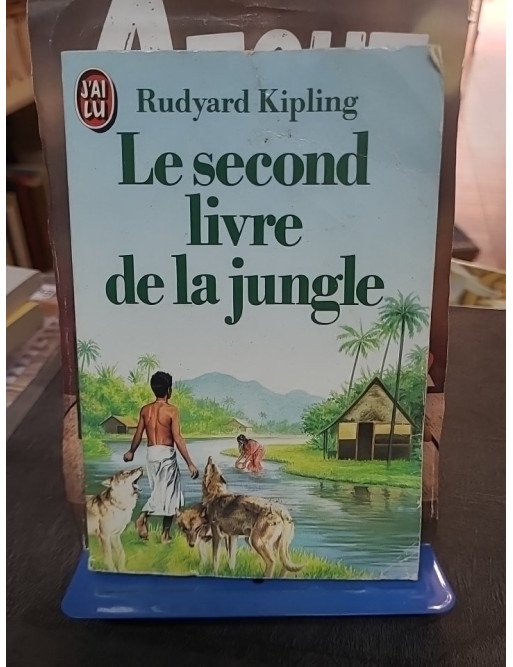 J'AI
LU
Rudyard Kipling
Le second
livre
de la jungle